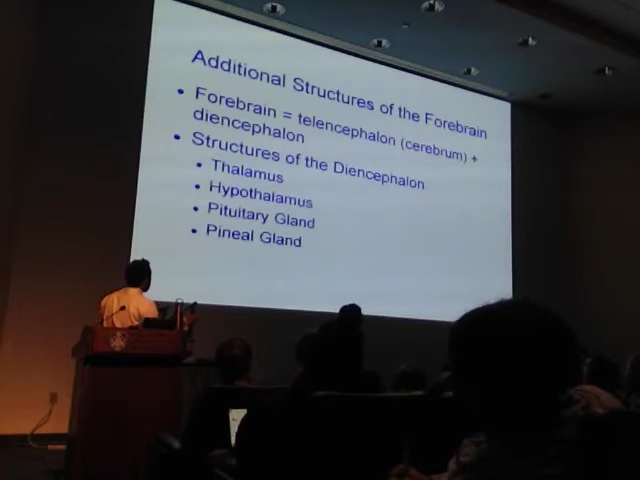 Additional Structures of the Forebrain
• Forebrain = telencephalon (cerebrum) +
diencephalon
• Structures of the Diencephalon
• Thalamus
• Hypothalamus
• Pituitary Gland
• Pineal Gland